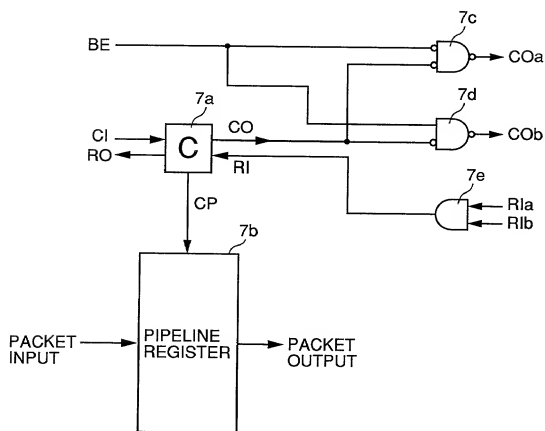 7c
BE
COa
7d
7a
CO
CI
COb
C
RO
RI
7e
RIa
RIb
CP
7b
PACKET
INPUT
PIPELINE
REGISTER
PACKET
OUTPUT